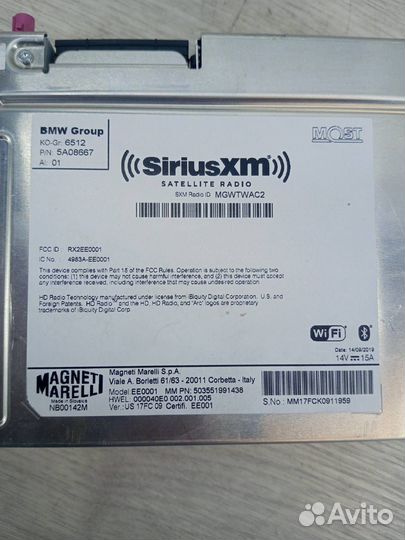 BMW Group
KO-Gr: 6512
P/N: 5A08667
AI: 01
MOST
SiriusXM
SATELLITE RADIO
SXM Radio ID MGWTWAC2
FCC ID : RX2EE0001
IC No. : 4983A-EE0001
This device complies with Part 15 of the FCC Rules. Operation is subject to the following two
conditions: (1) this device may not cause harmful interference, and (2) this device must accept
any interference received, including interference that may cause undesired operation
HD Radio Technology manufactured under license from iBiquity Digital Corporation. U.S. and
Foreign Patents. HD Radio™ and the HD, HD Radio, and 'Arc' logos are proprietary
trademarks of iBiquity Digital Corp.
WiFi
Date: 14/09/2019
14V 15A
MAGNETI
MARELLI
Made in Slovakia
NB00142M
Magneti Marelli S.p.A.
Viale A. Borletti 61/63 - 20011 Corbetta - Italy
Model EE0001 MM PN: 503551991438
HWEL: 000040E0 002.001.005
Ver.: US 17FC 09 Certifi. EE001
S.No : MM17FCK0911959
Avito